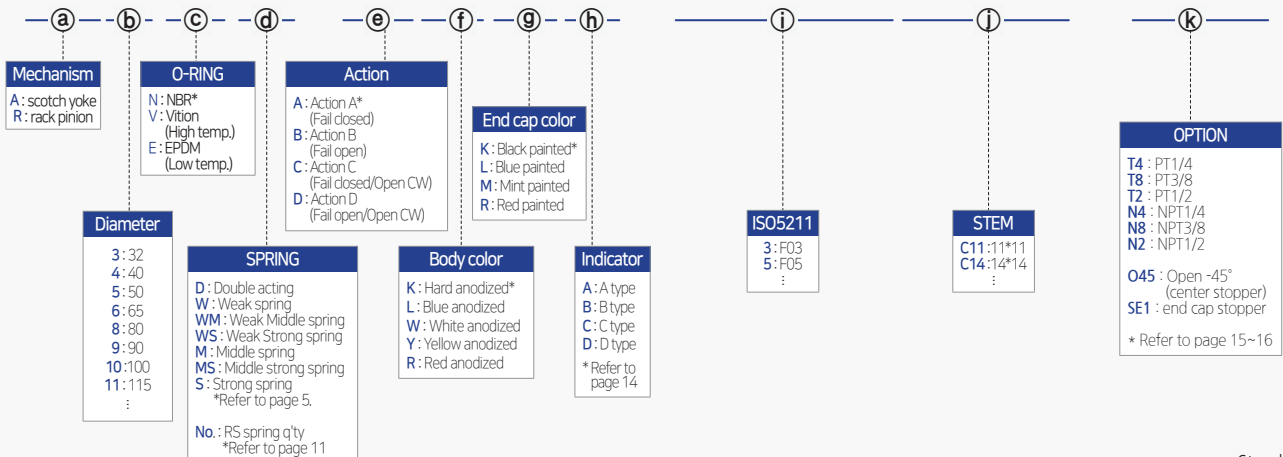 ⓐ ⓑ ⓒ ⓓ ⓔ ⓕ ⓖ ⓗ ⓘ ⓙ ⓚ
Mechanism
A : scotch yoke
R : rack pinion
Diameter
3 : 32
4 : 40
5 : 50
6 : 65
8 : 80
9 : 90
10 : 100
11 : 115
⋮
O-RING
N : NBR*
V : Vition
(High temp.)
E : EPDM
(Low temp.)
SPRING
D : Double acting
W : Weak spring
WM : Weak Middle spring
WS : Weak Strong spring
M : Middle spring
MS : Middle strong spring
S : Strong spring
*Refer to page 5.
No. : RS spring q'ty
*Refer to page 11
Action
A : Action A*
(Fail closed)
B : Action B
(Fail open)
C : Action C
(Fail closed/Open CW)
D : Action D
(Fail open/Open CW)
Body color
K : Hard anodized*
L : Blue anodized
W : White anodized
Y : Yellow anodized
R : Red anodized
End cap color
K : Black painted*
L : Blue painted
M : Mint painted
R : Red painted
Indicator
A : A type
B : B type
C : C type
D : D type
* Refer to
page 14
ISO5211
3 : F03
5 : F05
⋮
STEM
C11 : 11*11
C14 : 14*14
⋮
OPTION
T4 : PT1/4
T8 : PT3/8
T2 : PT1/2
N4 : NPT1/4
N8 : NPT3/8
N2 : NPT1/2
O45 : Open -45°
(center stopper)
SE1 : end cap stopper
* Refer to page 15~16